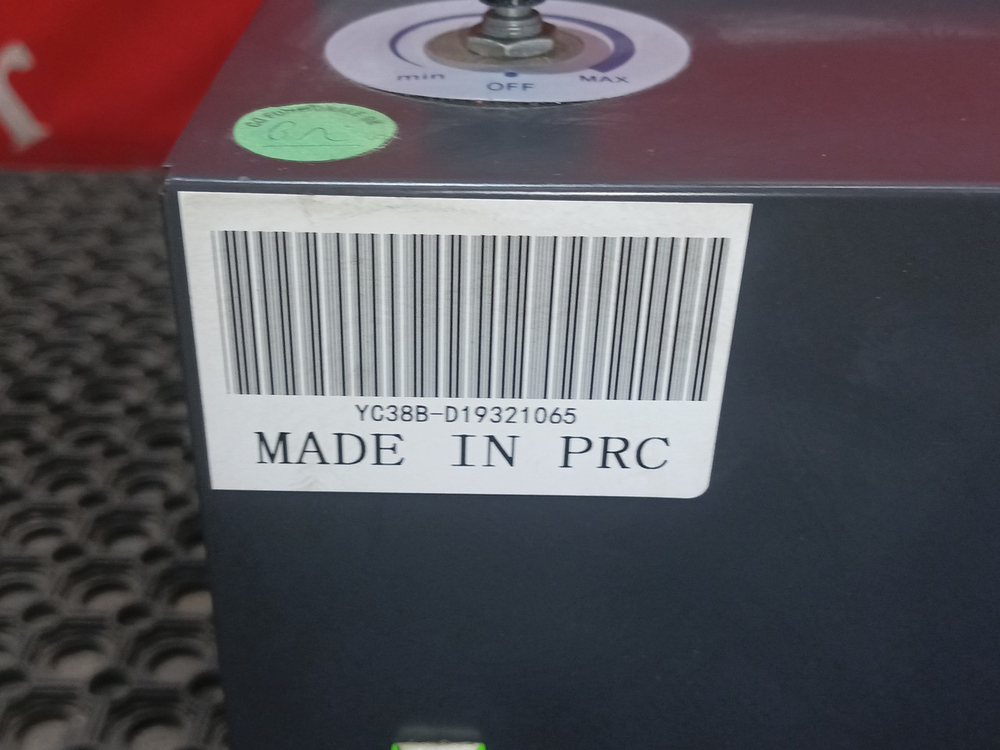 min
OFF
MAX
YC38B-D19321065
MADE IN PRC